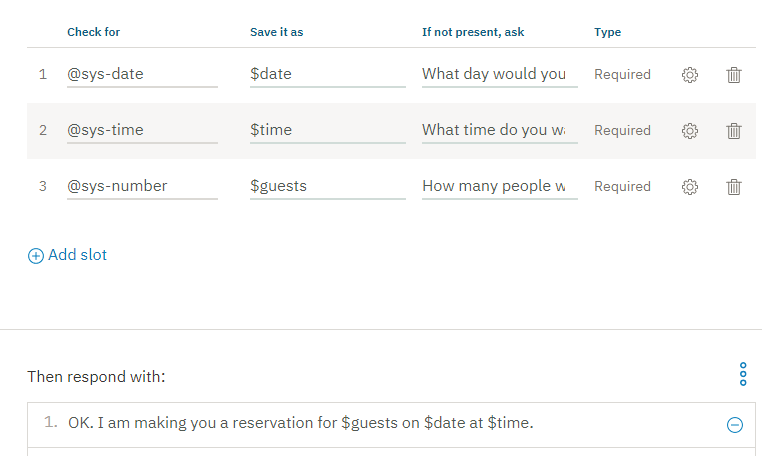 Check for Save it as If not present, ask Type
1 @sys-date $date What day would you Required
2 @sys-time $time What time do you Required
3 @sys-number $guests How many people Required
Add slot
Then respond with:
1. OK. I am making you a reservation for $guests on $date at $time.